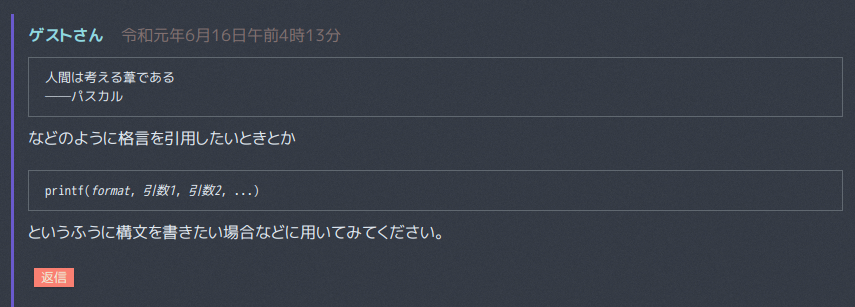 ゲストさん 令和元年6月16日午前4時13分
人間は考える葦である
――パスカル
などのように格言を引用したいときとか
printf(format, 引数1, 引数2, ...)
というふうに構文を書きたい場合などに用いてみてください。
返信